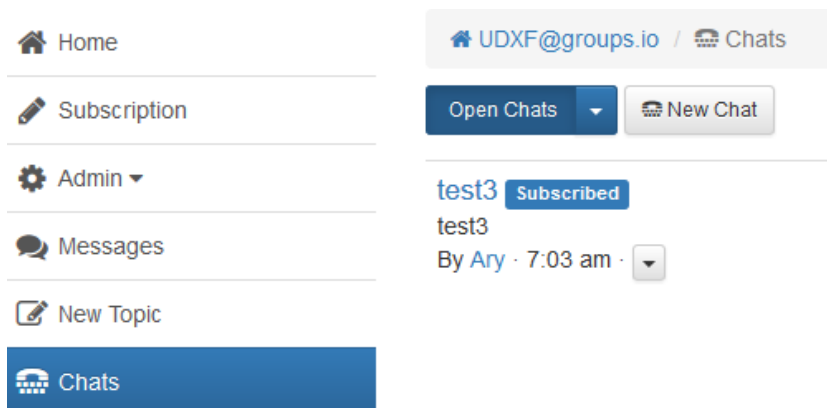 Home
Subscription
Admin
Messages
New Topic
Chats
UDXF@groups.io / Chats
Open Chats
New Chat
test3 Subscribed
test3
By Ary · 7:03 am ·